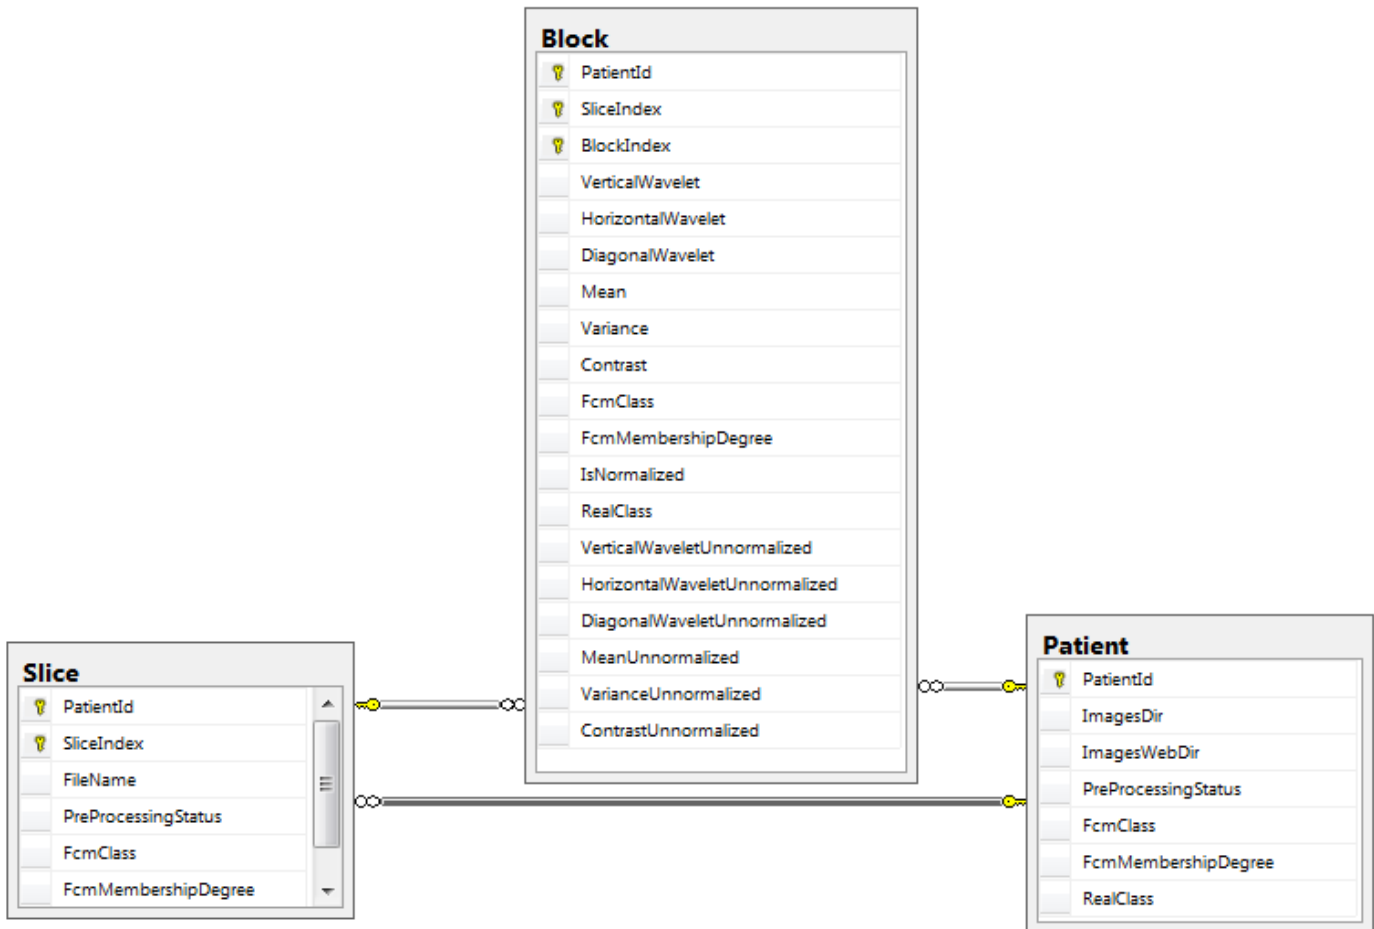 Block
PatientId
SliceIndex
BlockIndex
VerticalWavelet
HorizontalWavelet
DiagonalWavelet
Mean
Variance
Contrast
FcmClass
FcmMembershipDegree
IsNormalized
RealClass
VerticalWaveletUnnormalized
HorizontalWaveletUnnormalized
DiagonalWaveletUnnormalized
MeanUnnormalized
VarianceUnnormalized
ContrastUnnormalized
Slice
PatientId
SliceIndex
FileName
PreProcessingStatus
FcmClass
FcmMembershipDegree
Patient
PatientId
ImagesDir
ImagesWebDir
PreProcessingStatus
FcmClass
FcmMembershipDegree
RealClass